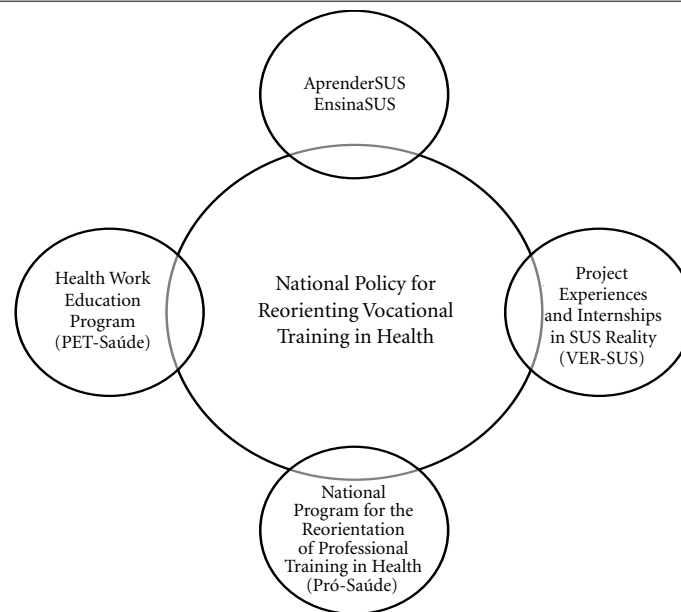 AprenderSUS
EnsinaSUS
Health Work
Education
Program
(PET-Saúde)
National Policy for
Reorienting Vocational
Training in Health
Project
Experiences
and Internships
in SUS Reality
(VER-SUS)
National
Program for the
Reorientation
of Professional
Training in Health
(Pró-Saúde)